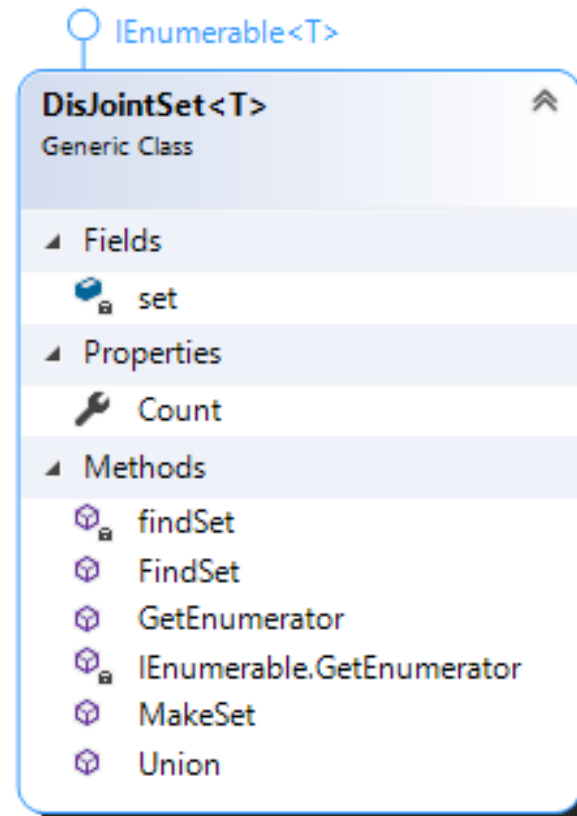 IEnumerable<T>
DisJointSet<T>
Generic Class
Fields
set
Properties
Count
Methods
findSet
FindSet
GetEnumerator
IEnumerable.GetEnumerator
MakeSet
Union